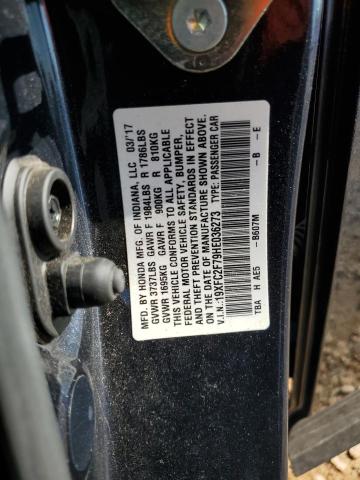 MFD. BY HONDA MFG. OF INDIANA, LLC 03/17
GVWR 3737LBS GAWR F 1984LBS R 1786LBS
GVWR 1695KG GAWR F 900KG R 810KG
THIS VEHICLE CONFORMS TO ALL APPLICABLE
FEDERAL MOTOR VEHICLE SAFETY, BUMPER,
AND THEFT PREVENTION STANDARDS IN EFFECT
ON THE DATE OF MANUFACTURE SHOWN ABOVE.
V.I.N.:19XFC2F79HE036273 TYPE: PASSENGER CAR
TBA H AE5 —B607M —B —E